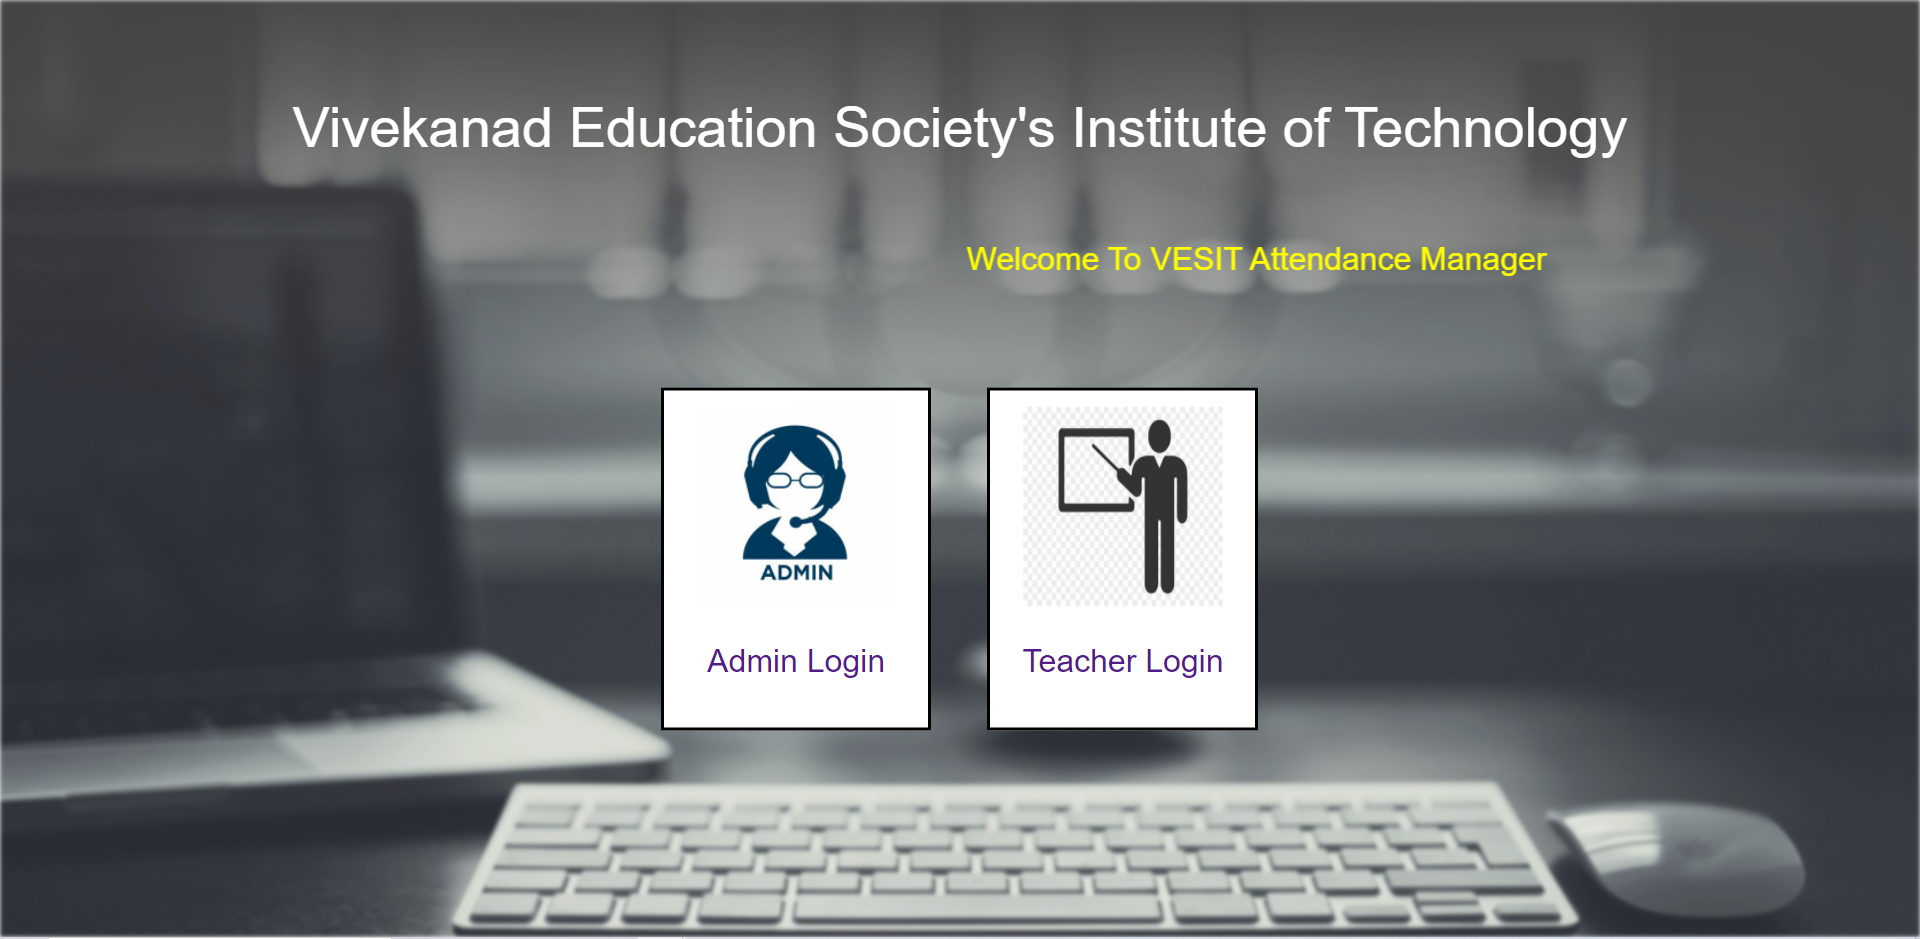 Vivekanad Education Society's Institute of Technology
Welcome To VESIT Attendance Manager
ADMIN
Admin Login
Teacher Login